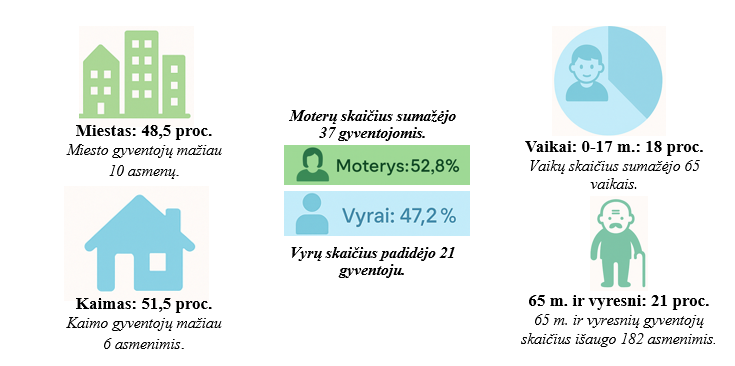 Miestas: 48,5 proc.
Miesto gyventojų mažiau
10 asmenų.
Kaimas: 51,5 proc.
Kaimo gyventojų mažiau
6 asmenimis.
Moterų skaičius sumažėjo
37 gyventojomis.
Moterys:52,8%
Vyrai: 47,2%
Vyrų skaičius padidėjo 21
gyventoju.
Vaikai: 0-17 m.: 18 proc.
Vaikų skaičius sumažėjo 65
vaikais.
65 m. ir vyresni: 21 proc.
65 m. ir vyresnių gyventojų
skaičius išaugo 182 asmenimis.